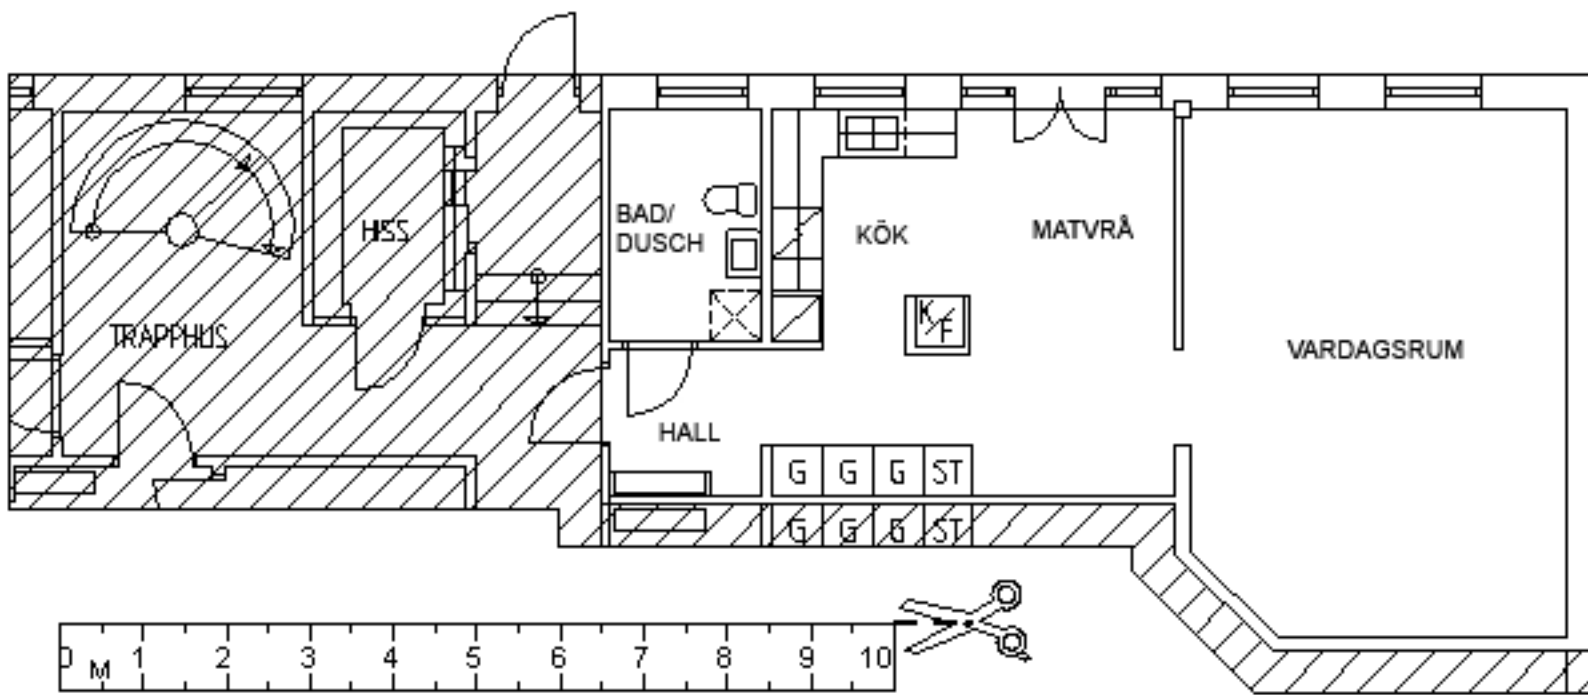 BAD/
DUSCH
HISS
KÖK
MATVRÅ
K/F
TRAPPHUS
VARDAGSRUM
HALL
G G G ST
G G G ST
0 M 1 2 3 4 5 6 7 8 9 10